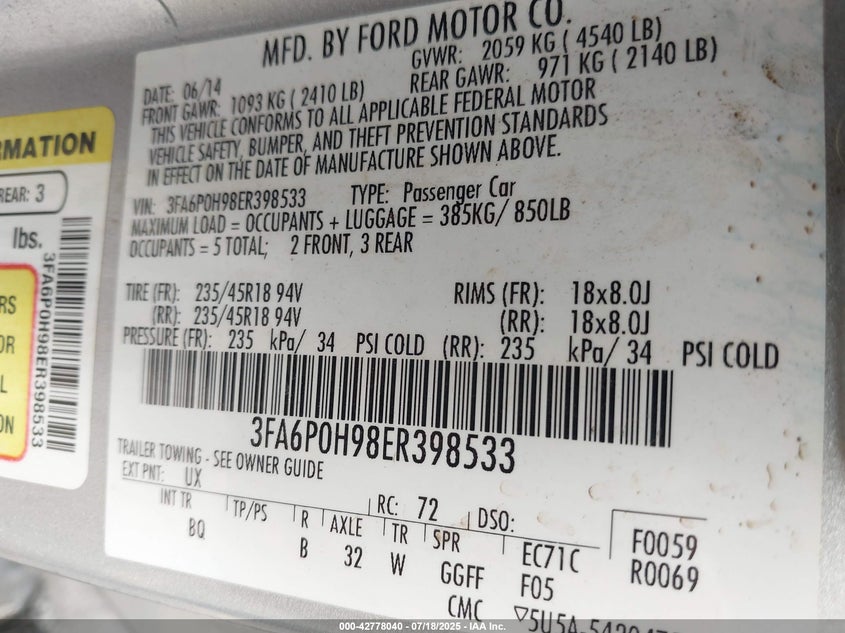 MFD. BY FORD MOTOR CO.
DATE: 06/14 GVWR: 2059 KG ( 4540 LB)
FRONT GAWR: 1093 KG ( 2410 LB) REAR GAWR: 971 KG ( 2140 LB)
THIS VEHICLE CONFORMS TO ALL APPLICABLE FEDERAL MOTOR
VEHICLE SAFETY, BUMPER, AND THEFT PREVENTION STANDARDS
IN EFFECT ON THE DATE OF MANUFACTURE SHOWN ABOVE.
VIN: 3FA6P0H98ER398533 TYPE: Passenger Car
MAXIMUM LOAD = OCCUPANTS + LUGGAGE = 385KG/ 850LB
OCCUPANTS = 5 TOTAL; 2 FRONT, 3 REAR
TIRE (FR): 235/45R18 94V RIMS (FR): 18x8.0J
(RR): 235/45R18 94V (RR): 18x8.0J
PRESSURE (FR): 235 kPa/ 34 PSI COLD (RR): 235 kPa/ 34 PSI COLD
3FA6P0H98ER398533
TRAILER TOWING - SEE OWNER GUIDE
EXT PNT: UX RC: 72 DSO:
INT TR TP/PS R AXLE TR SPR EC71C F0059
BQ B 32 W GGFF F05 R0069
CMC ▽5U5A-
REAR: 3
lbs.
3FA6P0H98ER398533
000-42778040 / 07/18/2025 - IAA Inc.